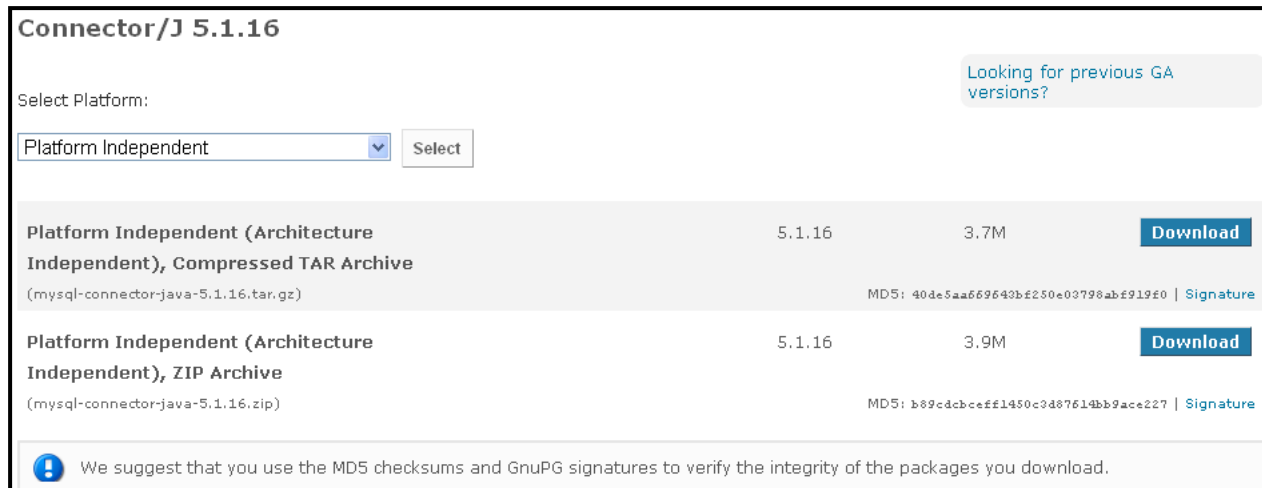 Connector/J 5.1.16
Looking for previous GA
versions?
Select Platform:
Platform Independent Select
Platform Independent (Architecture
Independent), Compressed TAR Archive
5.1.16 3.7M Download
(mysql-connector-java-5.1.16.tar.gz)
MD5: 40de5aa669643bf250e03798abf919f0 | Signature
Platform Independent (Architecture
Independent), ZIP Archive
5.1.16 3.9M Download
(mysql-connector-java-5.1.16.zip)
MD5: b89cdcbceff1450c3d87614bb9ace227 | Signature
We suggest that you use the MD5 checksums and GnuPG signatures to verify the integrity of the packages you download.